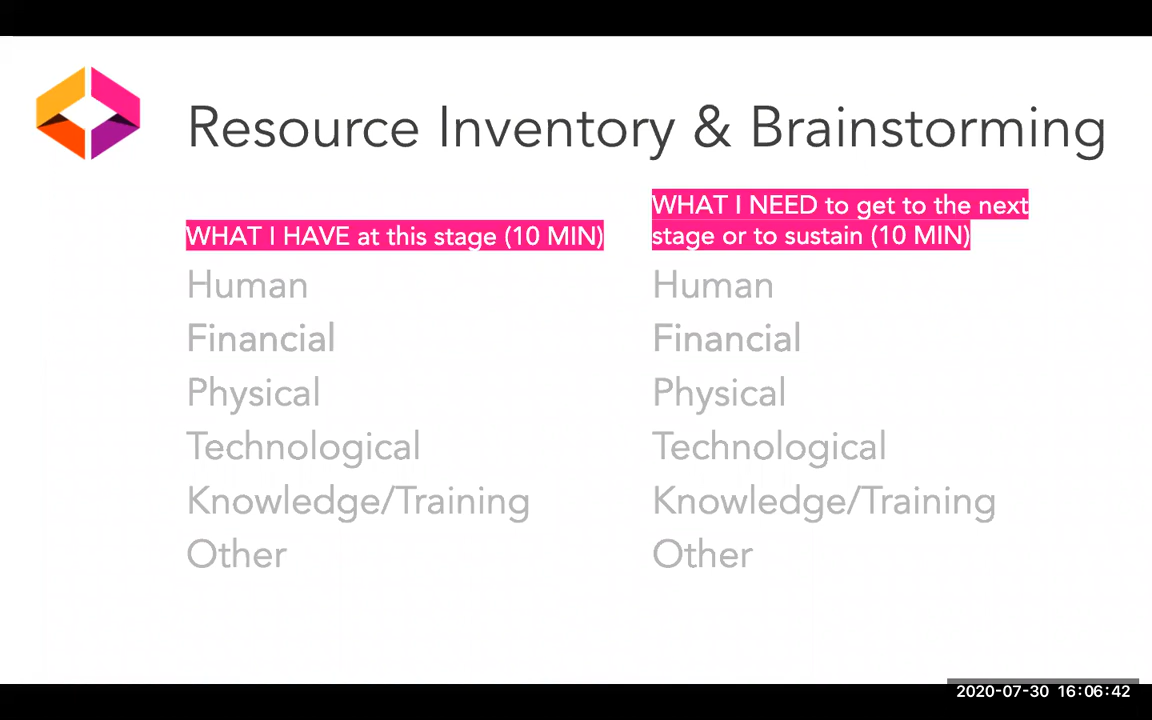 Resource Inventory & Brainstorming
WHAT I HAVE at this stage (10 MIN)
Human
Financial
Physical
Technological
Knowledge/Training
Other
WHAT I NEED to get to the next
stage or to sustain (10 MIN)
Human
Financial
Physical
Technological
Knowledge/Training
Other
2020-07-30 16:06:42